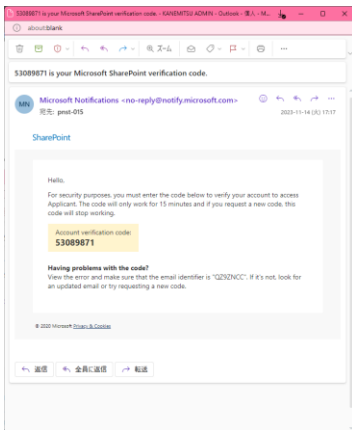 53089871 is your Microsoft SharePoint verification code. - KANEMITSU ADMIN - Outlook - 個人 - M...
about:blank
ズーム
53089871 is your Microsoft SharePoint verification code.
MN
Microsoft Notifications <no-reply@notify.microsoft.com>
宛先: pnst-015
2023-11-14 (火) 17:17
SharePoint
Hello,
For security purposes, you must enter the code below to verify your account to access
Applicant. The code will only work for 15 minutes and if you request a new code, this
code will stop working.
Account verification code:
53089871
Having problems with the code?
View the error and make sure that the email identifier is "QZ9ZNCC". If it's not, look for
an updated email or try requesting a new code.
© 2020 Microsoft Privacy & Cookies
返信
全員に返信
転送